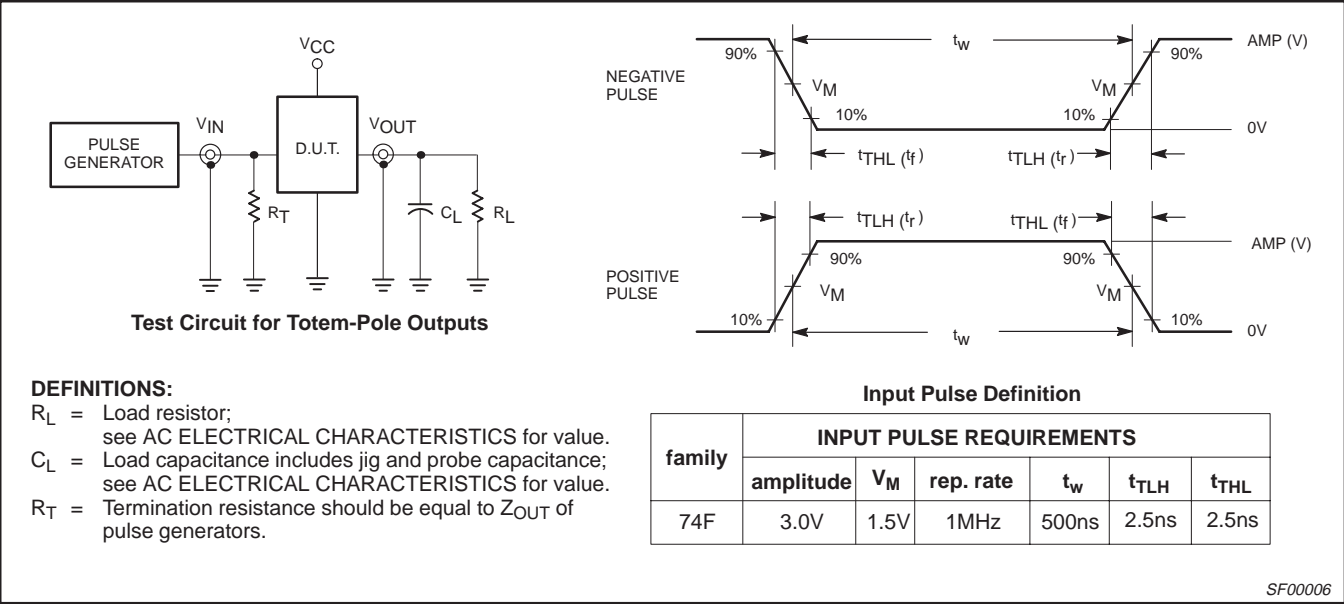 VCC
VIN
VOUT
PULSE
GENERATOR
D.U.T.
RT
CL
RL
Test Circuit for Totem-Pole Outputs
NEGATIVE
PULSE
90%
tW
90%
AMP (V)
VM
VM
10%
10%
0V
tTHL (tf)
tTLH (tr)
tTLH (tr)
tTHL (tf)
POSITIVE
PULSE
90%
90%
AMP (V)
VM
VM
10%
tW
10%
0V
Input Pulse Definition
DEFINITIONS:
RL = Load resistor;
see AC ELECTRICAL CHARACTERISTICS for value.
CL = Load capacitance includes jig and probe capacitance;
see AC ELECTRICAL CHARACTERISTICS for value.
RT = Termination resistance should be equal to ZOUT of
pulse generators.
family INPUT PULSE REQUIREMENTS
amplitude VM rep. rate tw tTLH tTHL
74F 3.0V 1.5V 1MHz 500ns 2.5ns 2.5ns
SF00006